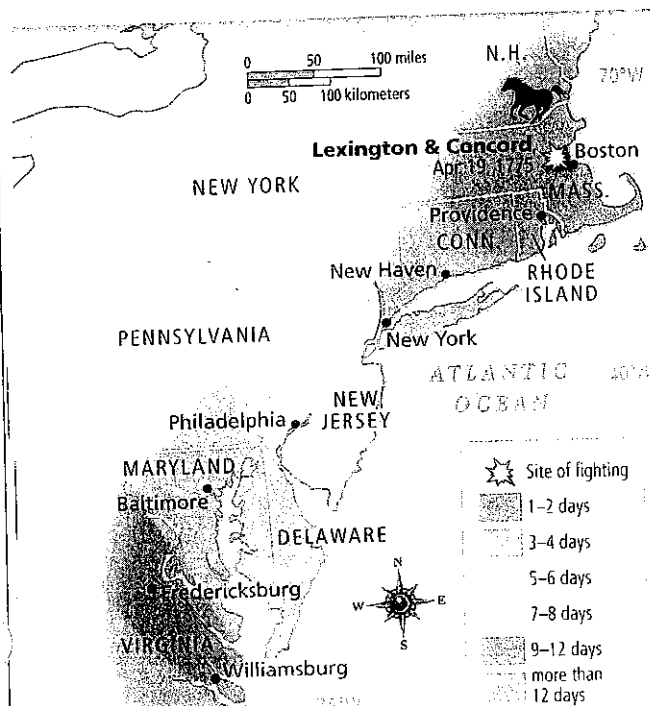 0 50 100 miles
0 50 100 kilometers
N.H.
70°W
Lexington & Concord
Apr. 19, 1775
Boston
NEW YORK
MASS.
Providence
CONN.
New Haven
RHODE
ISLAND
PENNSYLVANIA
New York
ATLANTIC
OCEAN
NEW
JERSEY
Philadelphia
MARYLAND
Baltimore
DELAWARE
Fredericksburg
VIRGINIA
Williamsburg
N
W E
S
Site of fighting
1–2 days
3–4 days
5–6 days
7–8 days
9–12 days
more than
12 days